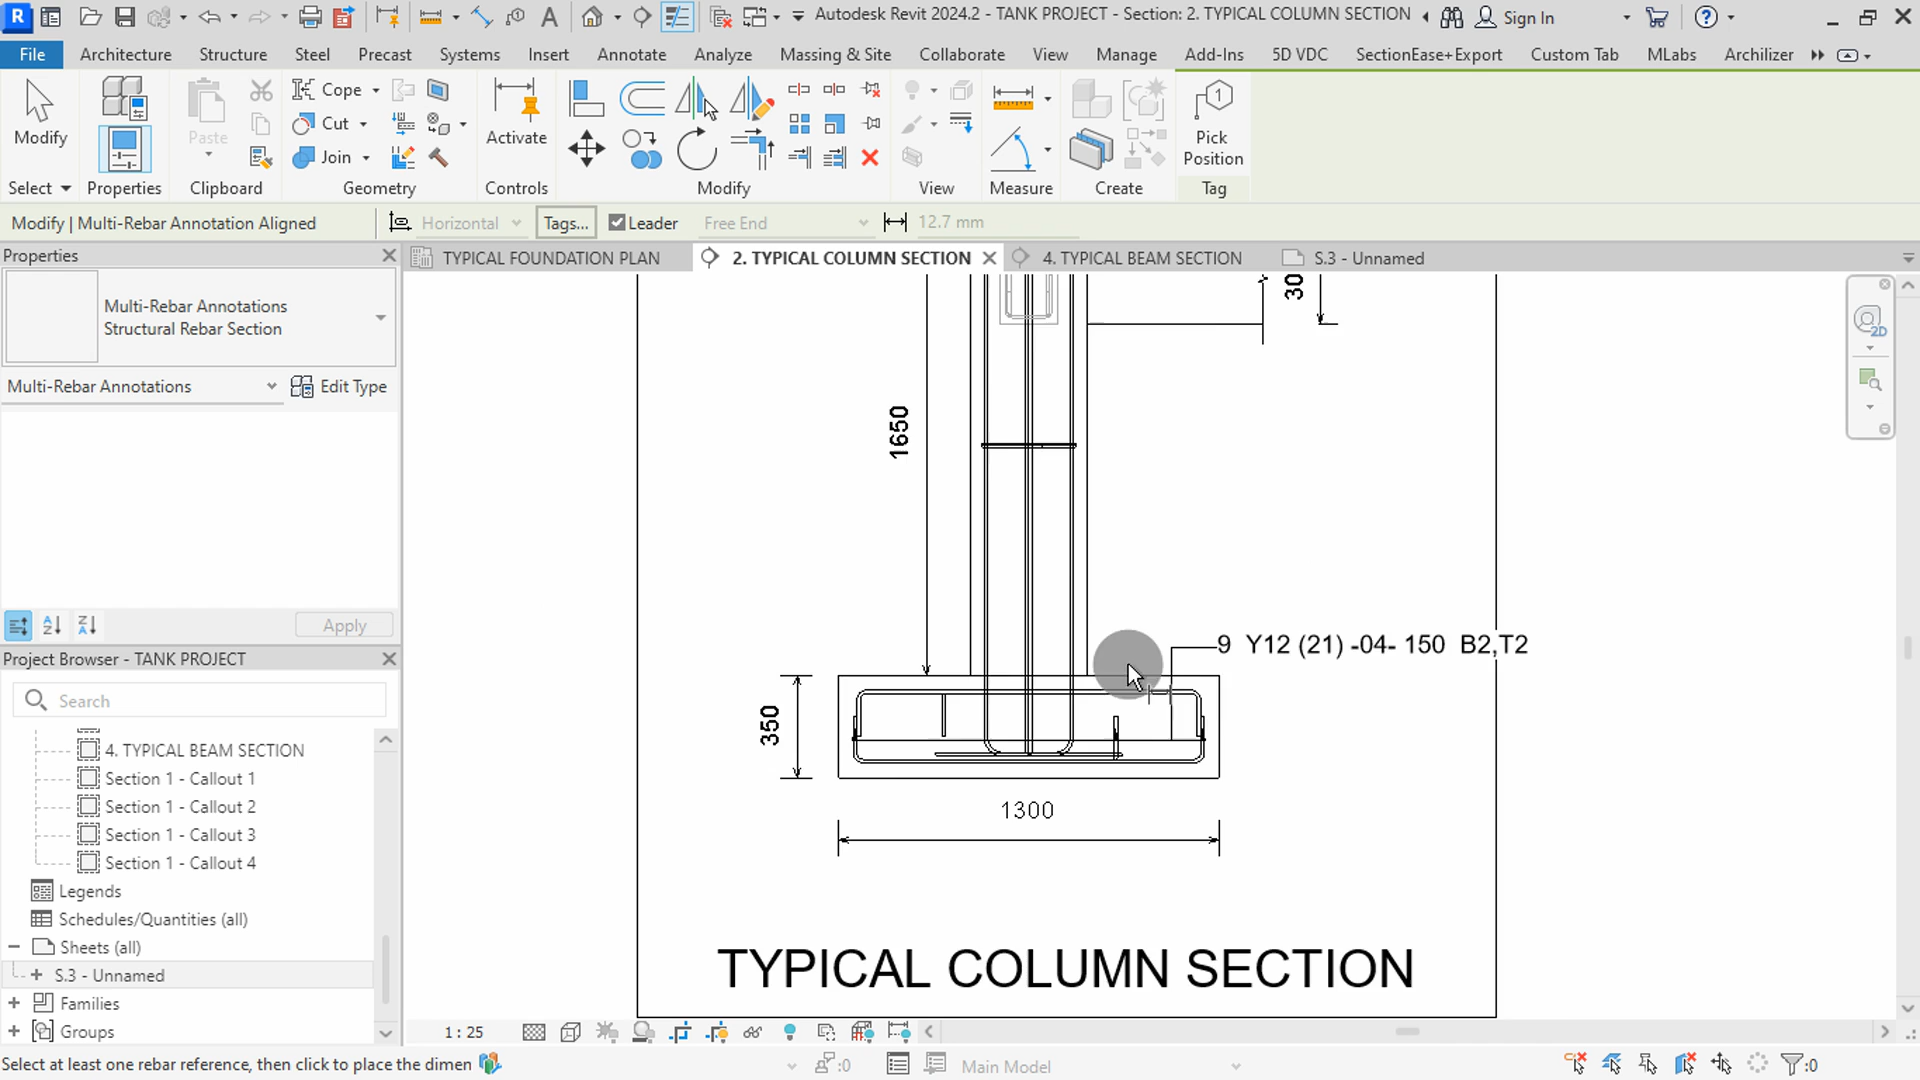 Autodesk Revit 2024.2 - TANK PROJECT - Section: 2. TYPICAL COLUMN SECTION
Sign In
File Architecture Structure Steel Precast Systems Insert Annotate Analyze Massing & Site Collaborate View Manage Add-Ins 5D VDC SectionEase+Export Custom Tab MLabs Archilizer
Modify
Paste
Cope
Cut
Join
Activate
1
Pick
Position
Select Properties Clipboard Geometry Controls Modify View Measure Create Tag
Modify | Multi-Rebar Annotation Aligned Horizontal Tags... Leader Free End 12.7 mm
Properties
TYPICAL FOUNDATION PLAN 2. TYPICAL COLUMN SECTION 4. TYPICAL BEAM SECTION S.3 - Unnamed
Multi-Rebar Annotations
Structural Rebar Section
Multi-Rebar Annotations Edit Type
Apply
Project Browser - TANK PROJECT
Search
4. TYPICAL BEAM SECTION
Section 1 - Callout 1
Section 1 - Callout 2
Section 1 - Callout 3
Section 1 - Callout 4
Legends
Schedules/Quantities (all)
Sheets (all)
S.3 - Unnamed
Families
Groups
30
2D
1650
9 Y12 (21) -04- 150 B2,T2
350
1300
TYPICAL COLUMN SECTION
1 : 25
Select at least one rebar reference, then click to place the dimen
:0
Main Model
:0